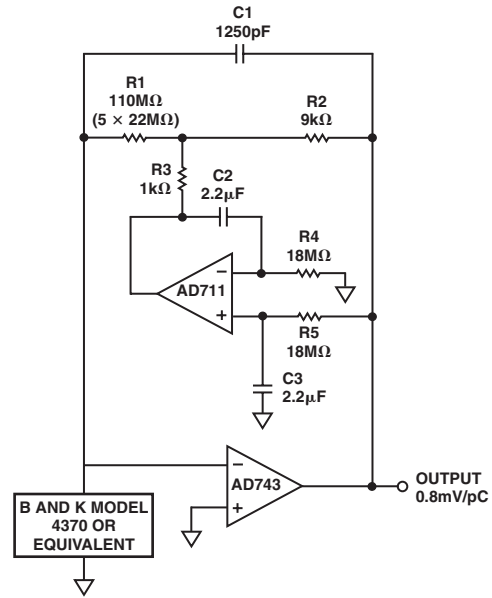 C1
1250pF
R1
110MΩ
(5 × 22MΩ)
R2
9kΩ
R3
1kΩ
C2
2.2μF
R4
18MΩ
–
AD711
+
R5
18MΩ
C3
2.2μF
–
AD743
+
OUTPUT
0.8mV/pC
B AND K MODEL
4370 OR
EQUIVALENT